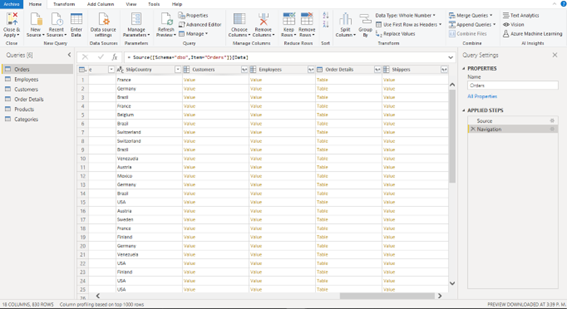 Archivo Home Transform Add Column View Tools Help
Close & Apply New Source Recent Sources Enter Data Data source settings Manage Parameters Refresh Preview Properties Advanced Editor Manage Choose Columns Remove Columns Keep Rows Remove Rows Split Column Group By Data Type: Whole Number Use First Row as Headers Replace Values Merge Queries Append Queries Combine Files Text Analytics Vision Azure Machine Learning
Close New Query Data Sources Parameters Query Manage Columns Reduce Rows Sort Transform Combine AI Insights
Queries [6]
Orders
Employees
Customers
Order Details
Products
Categories
= Source{[Schema="dbo",Item="Orders"]}[Data]
ShipCountry Customers Employees Order Details Shippers
1 France Value Value Table Value
2 Germany Value Value Table Value
3 Brazil Value Value Table Value
4 France Value Value Table Value
5 Belgium Value Value Table Value
6 Brazil Value Value Table Value
7 Switzerland Value Value Table Value
8 Switzerland Value Value Table Value
9 Brazil Value Value Table Value
10 Venezuela Value Value Table Value
11 Austria Value Value Table Value
12 Mexico Value Value Table Value
13 Germany Value Value Table Value
14 Brazil Value Value Table Value
15 USA Value Value Table Value
16 Austria Value Value Table Value
17 Sweden Value Value Table Value
18 France Value Value Table Value
19 Finland Value Value Table Value
20 Germany Value Value Table Value
21 Venezuela Value Value Table Value
22 USA Value Value Table Value
23 Finland Value Value Table Value
24 USA Value Value Table Value
25 USA Value Value Table Value
Query Settings
PROPERTIES
Name
Orders
All Properties
APPLIED STEPS
Source
Navigation
18 COLUMNS, 830 ROWS Column profiling based on top 1000 rows PREVIEW DOWNLOADED AT 3:39 P. M.